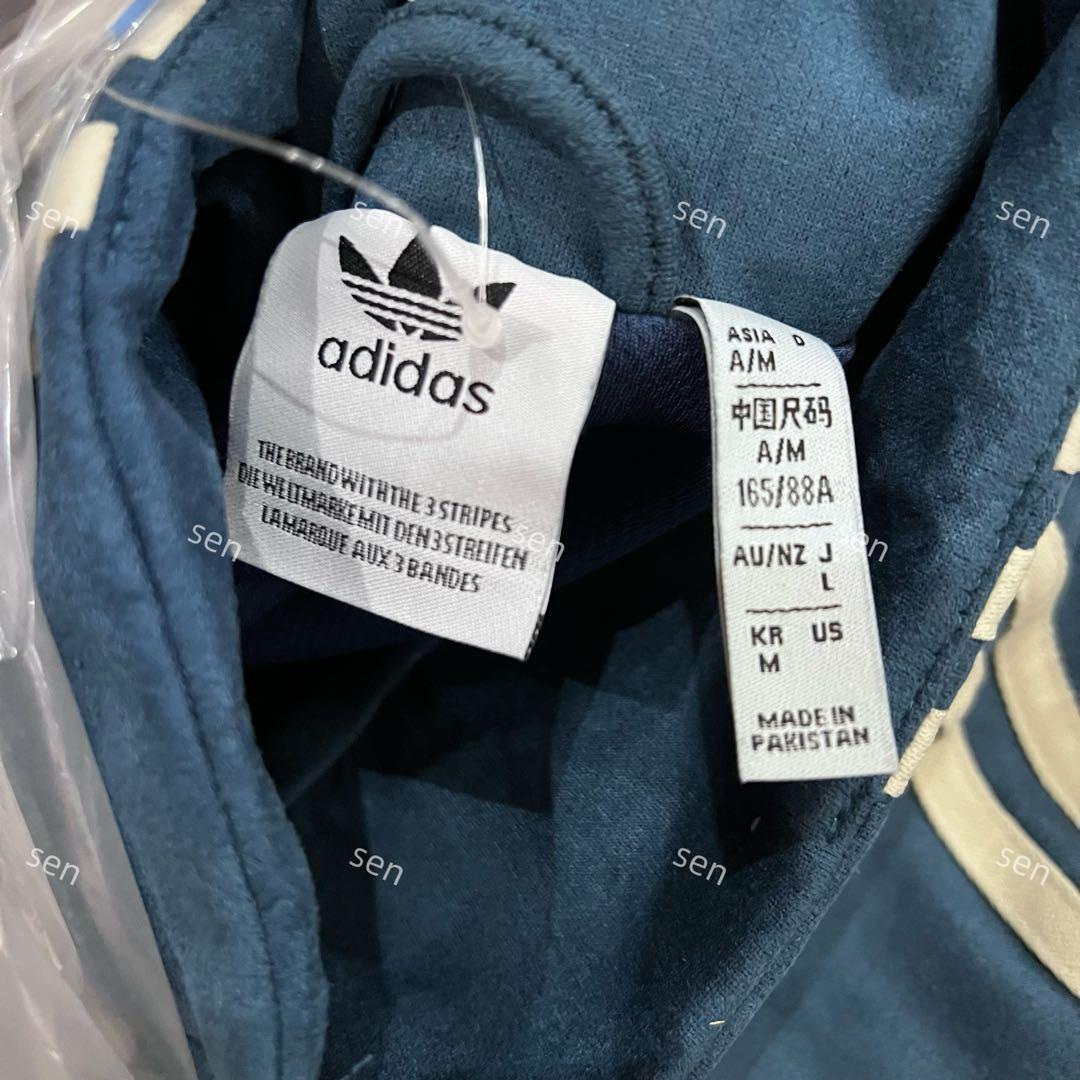 adidas
THE BRAND WITH THE 3 STRIPES
DIE WELTMARKE MIT DEN 3 STREIFEN
LA MARQUE AUX 3 BANDES
ASIA D
A/M
中国尺码
A/M
165/88A
AU/NZ J
L
KR US
M
MADE IN
PAKISTAN
sen
sen
sen
sen
sen
sen
sen
sen
sen
sen
sen